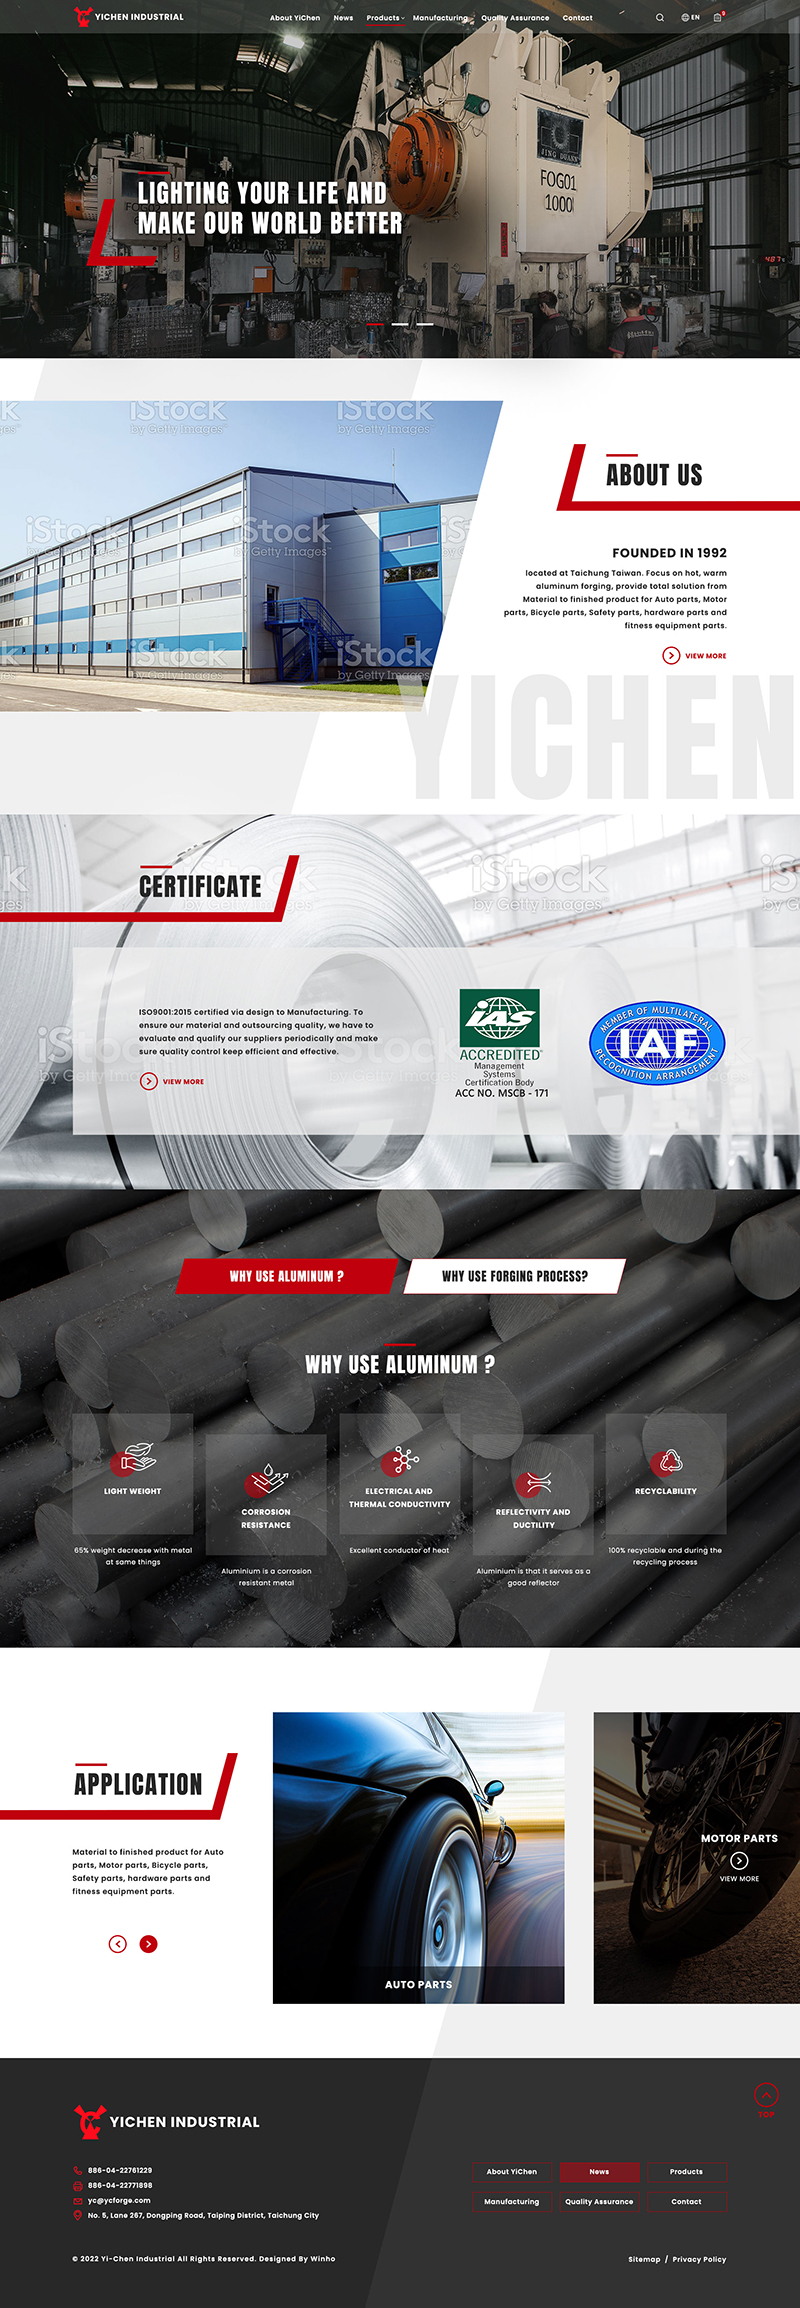 YICHEN INDUSTRIAL
About YiChen
News
Products
Manufacturing
Quality Assurance
Contact
EN
0
JING DUANN
FOG01
1000
LIGHTING YOUR LIFE AND
MAKE OUR WORLD BETTER
iStock
by Getty Images™
ABOUT US
FOUNDED IN 1992
located at Taichung Taiwan. Focus on hot, warm
aluminum forging, provide total solution from
Material to finished product for Auto parts, Motor
parts, Bicycle parts, Safety parts, hardware parts and
fitness equipment parts.
VIEW MORE
YICHEN
CERTIFICATE
iStock
by Getty Images
ISO9001:2015 certified via design to Manufacturing. To
ensure our material and outsourcing quality, we have to
evaluate and qualify our suppliers periodically and make
sure quality control keep efficient and effective.
VIEW MORE
iAS
ACCREDITED™
Management
Systems
Certification Body
ACC NO. MSCB - 171
MEMBER OF MULTILATERAL
IAF
RECOGNITION ARRANGEMENT
WHY USE ALUMINUM ?
WHY USE FORGING PROCESS?
WHY USE ALUMINUM ?
LIGHT WEIGHT
65% weight decrease with metal
at same things
CORROSION
RESISTANCE
Aluminium is a corrosion
resistant metal
ELECTRICAL AND
THERMAL CONDUCTIVITY
Excellent conductor of heat
REFLECTIVITY AND
DUCTILITY
Aluminium is that it serves as a
good reflector
RECYCLABILITY
100% recyclable and during the
recycling process
APPLICATION
Material to finished product for Auto
parts, Motor parts, Bicycle parts,
Safety parts, hardware parts and
fitness equipment parts.
AUTO PARTS
MOTOR PARTS
VIEW MORE
TOP
YICHEN INDUSTRIAL
886-04-22761229
886-04-22771898
yc@ycforge.com
No. 5, Lane 267, Dongping Road, Taiping District, Taichung City
About YiChen
News
Products
Manufacturing
Quality Assurance
Contact
© 2022 Yi-Chen Industrial All Rights Reserved. Designed By Winho
Sitemap / Privacy Policy